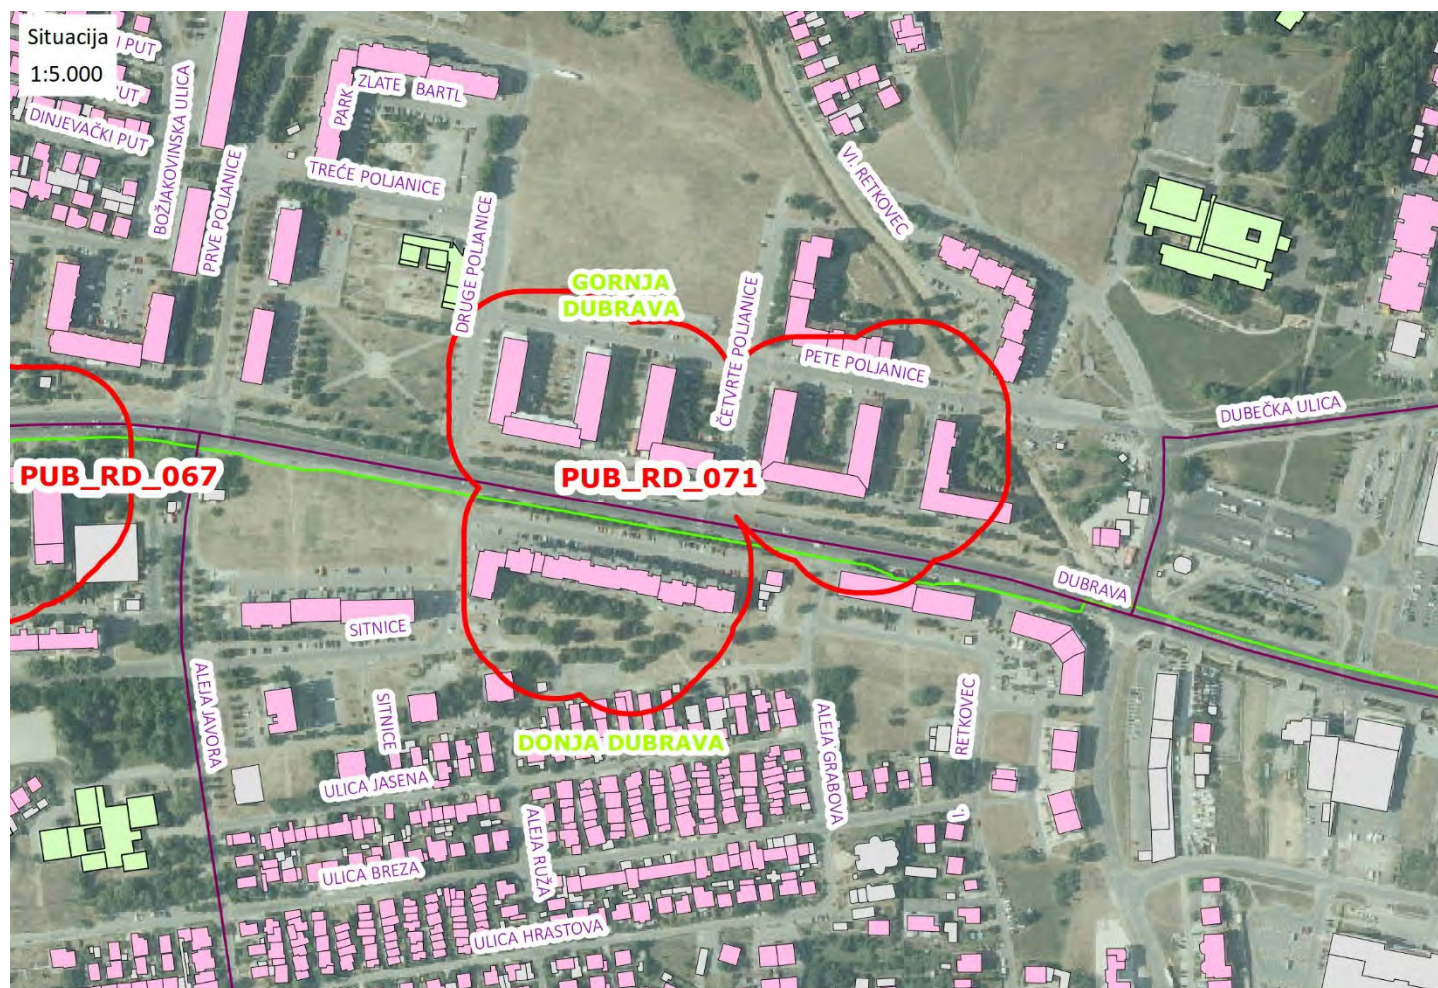 Situacija
1:5.000
I PUT
PUT
DINJEVAČKI PUT
BOŽJAKOVINSKA ULICA
PRVE POLJANICE
PARK ZLATE BARTL
TREĆE POLJANICE
DRUGE POLJANICE
VI. RETKOVEC
GORNJA
DUBRAVA
ČETVRTE POLJANICE
PETE POLJANICE
DUBEČKA ULICA
PUB_RD_067
PUB_RD_071
DUBRAVA
SITNICE
ALEJA JAVORA
SITNICE
DONJA DUBRAVA
ALEJA GRABOVA
RETKOVEC
ULICA JASENA
ALEJA RUŽA
ULICA BREZA
ULICA HRASTOVA